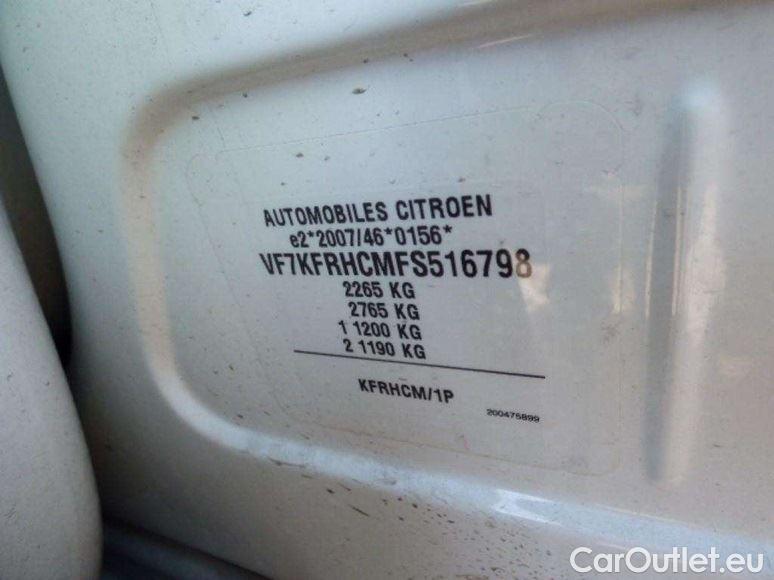 AUTOMOBILES CITROEN
e2*2007/46*0156*
VF7KFRHCMFS516798
2265 KG
2765 KG
1 1200 KG
2 1190 KG
KFRHCM/1P
200475899
CarOutlet.eu